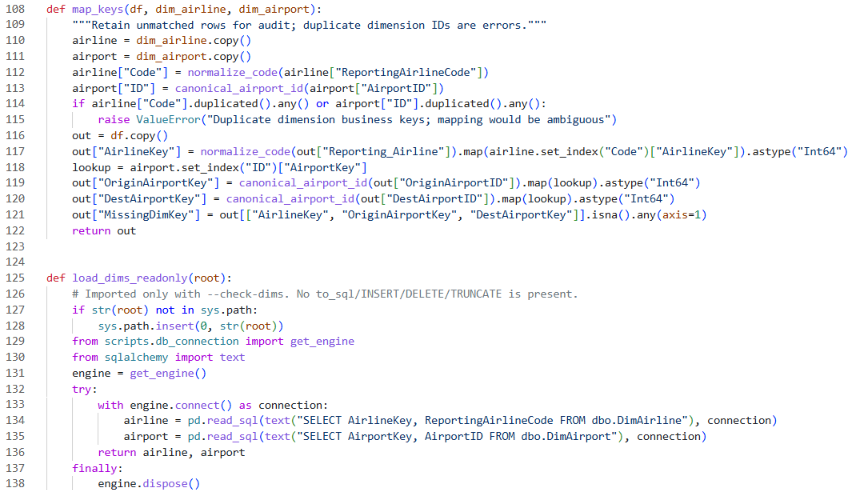 108 def map_keys(df, dim_airline, dim_airport):
109     """Retain unmatched rows for audit; duplicate dimension IDs are errors."""
110     airline = dim_airline.copy()
111     airport = dim_airport.copy()
112     airline["Code"] = normalize_code(airline["ReportingAirlineCode"])
113     airport["ID"] = canonical_airport_id(airport["AirportID"])
114     if airline["Code"].duplicated().any() or airport["ID"].duplicated().any():
115         raise ValueError("Duplicate dimension business keys; mapping would be ambiguous")
116     out = df.copy()
117     out["AirlineKey"] = normalize_code(out["Reporting_Airline"]).map(airline.set_index("Code")["AirlineKey"]).astype("Int64")
118     lookup = airport.set_index("ID")["AirportKey"]
119     out["OriginAirportKey"] = canonical_airport_id(out["OriginAirportID"]).map(lookup).astype("Int64")
120     out["DestAirportKey"] = canonical_airport_id(out["DestAirportID"]).map(lookup).astype("Int64")
121     out["MissingDimKey"] = out[["AirlineKey", "OriginAirportKey", "DestAirportKey"]].isna().any(axis=1)
122     return out
123
124
125 def load_dims_readonly(root):
126     # Imported only with --check-dims. No to_sql/INSERT/DELETE/TRUNCATE is present.
127     if str(root) not in sys.path:
128         sys.path.insert(0, str(root))
129     from scripts.db_connection import get_engine
130     from sqlalchemy import text
131     engine = get_engine()
132     try:
133         with engine.connect() as connection:
134             airline = pd.read_sql(text("SELECT AirlineKey, ReportingAirlineCode FROM dbo.DimAirline"), connection)
135             airport = pd.read_sql(text("SELECT AirportKey, AirportID FROM dbo.DimAirport"), connection)
136         return airline, airport
137     finally:
138         engine.dispose()